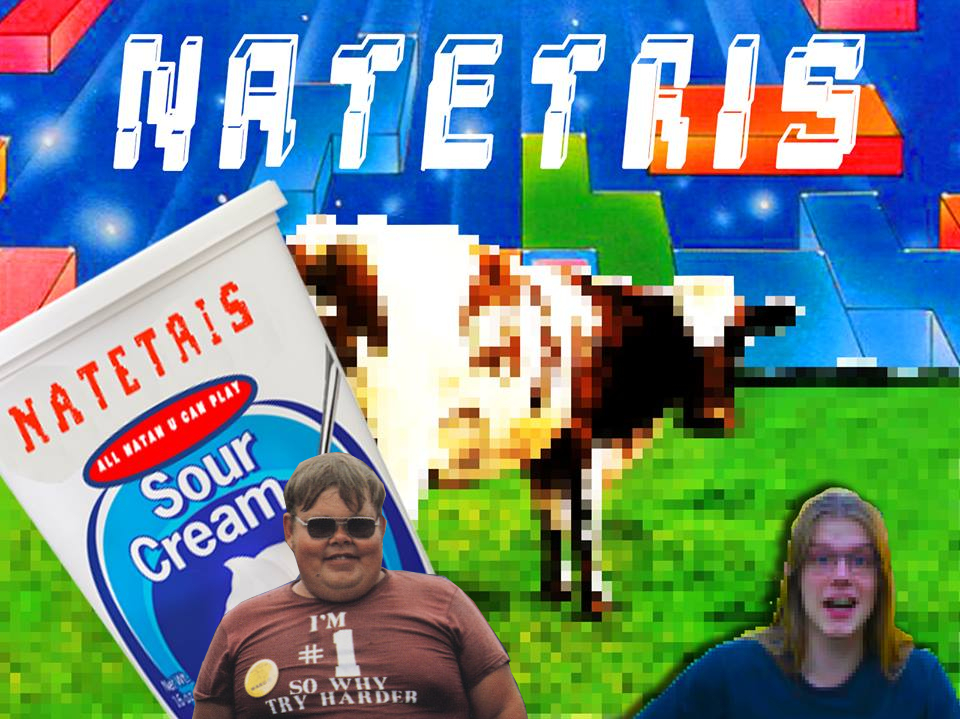 NATETRIS
NATETRIS
ALL NATAN U CAN PLAY
Sour
Cream
I'M
#1
SO WHY
TRY HARDER